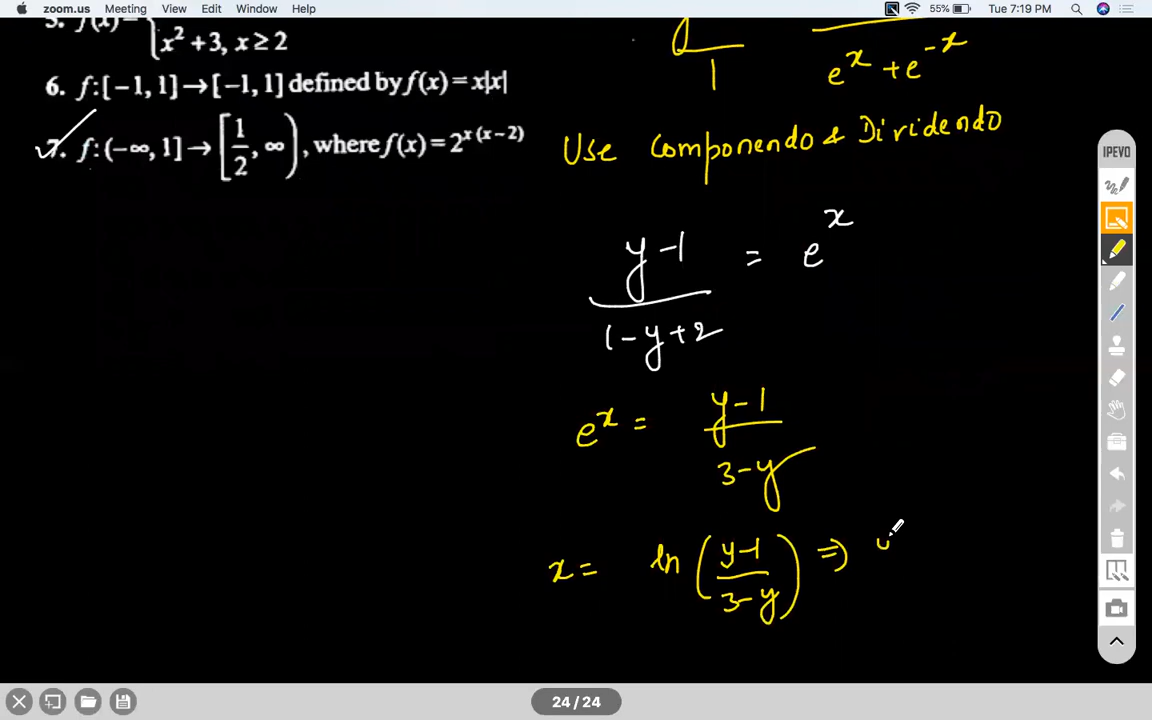 zoom.us Meeting View Edit Window Help 55% Tue 7:19 PM
x² + 3, x ≥ 2
6. f:[−1, 1]→[−1, 1] defined by f(x) = x|x|
7. f:(−∞, 1]→[1/2, ∞), where f(x) = 2^{x(x−2)}
1
e^x + e^{-x}
Use Componendo & Dividendo
(y−1)/(1−y+2) = e^x
e^x = (y−1)/(3−y)
x = ln((y−1)/(3−y)) ⇒
IPEVO
24 / 24